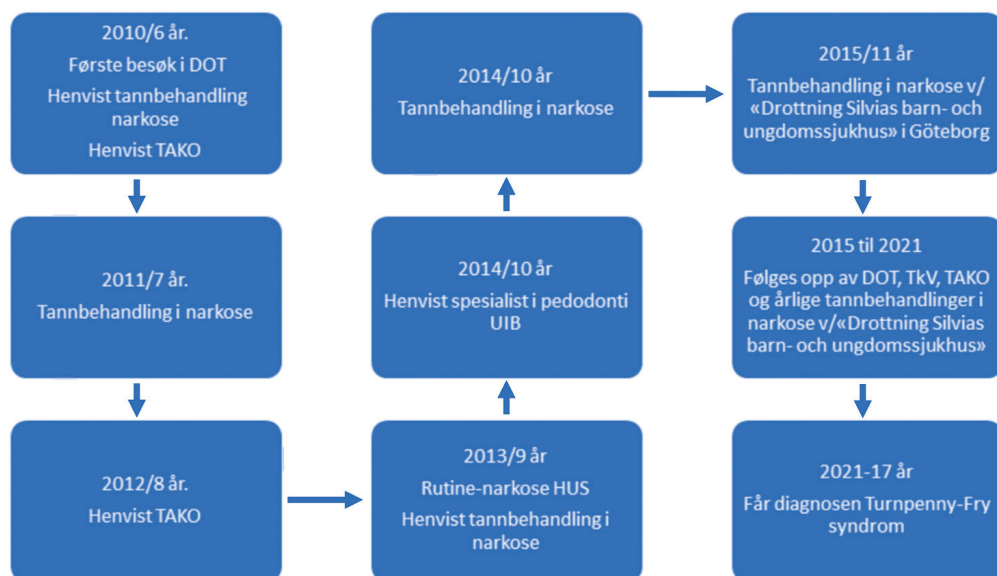 2010/6 år.
Første besøk i DOT
Henvist tannbehandling
narkose
Henvist TAKO
2011/7 år.
Tannbehandling i narkose
2012/8 år.
Henvist TAKO
2013/9 år
Rutine-narkose HUS
Henvist tannbehandling i
narkose
2014/10 år
Henvist spesialist i pedodonti
UIB
2014/10 år
Tannbehandling i narkose
2015/11 år
Tannbehandling i narkose v/
«Drottning Silvias barn- och
ungdomssjukhus» i Göteborg
2015 til 2021
Følges opp av DOT, TkV, TAKO
og årlige tannbehandlinger i
narkose v/«Drottning Silvias
barn- och ungdomssjukhus»
2021-17 år
Får diagnosen Turnpenny-Fry
syndrom